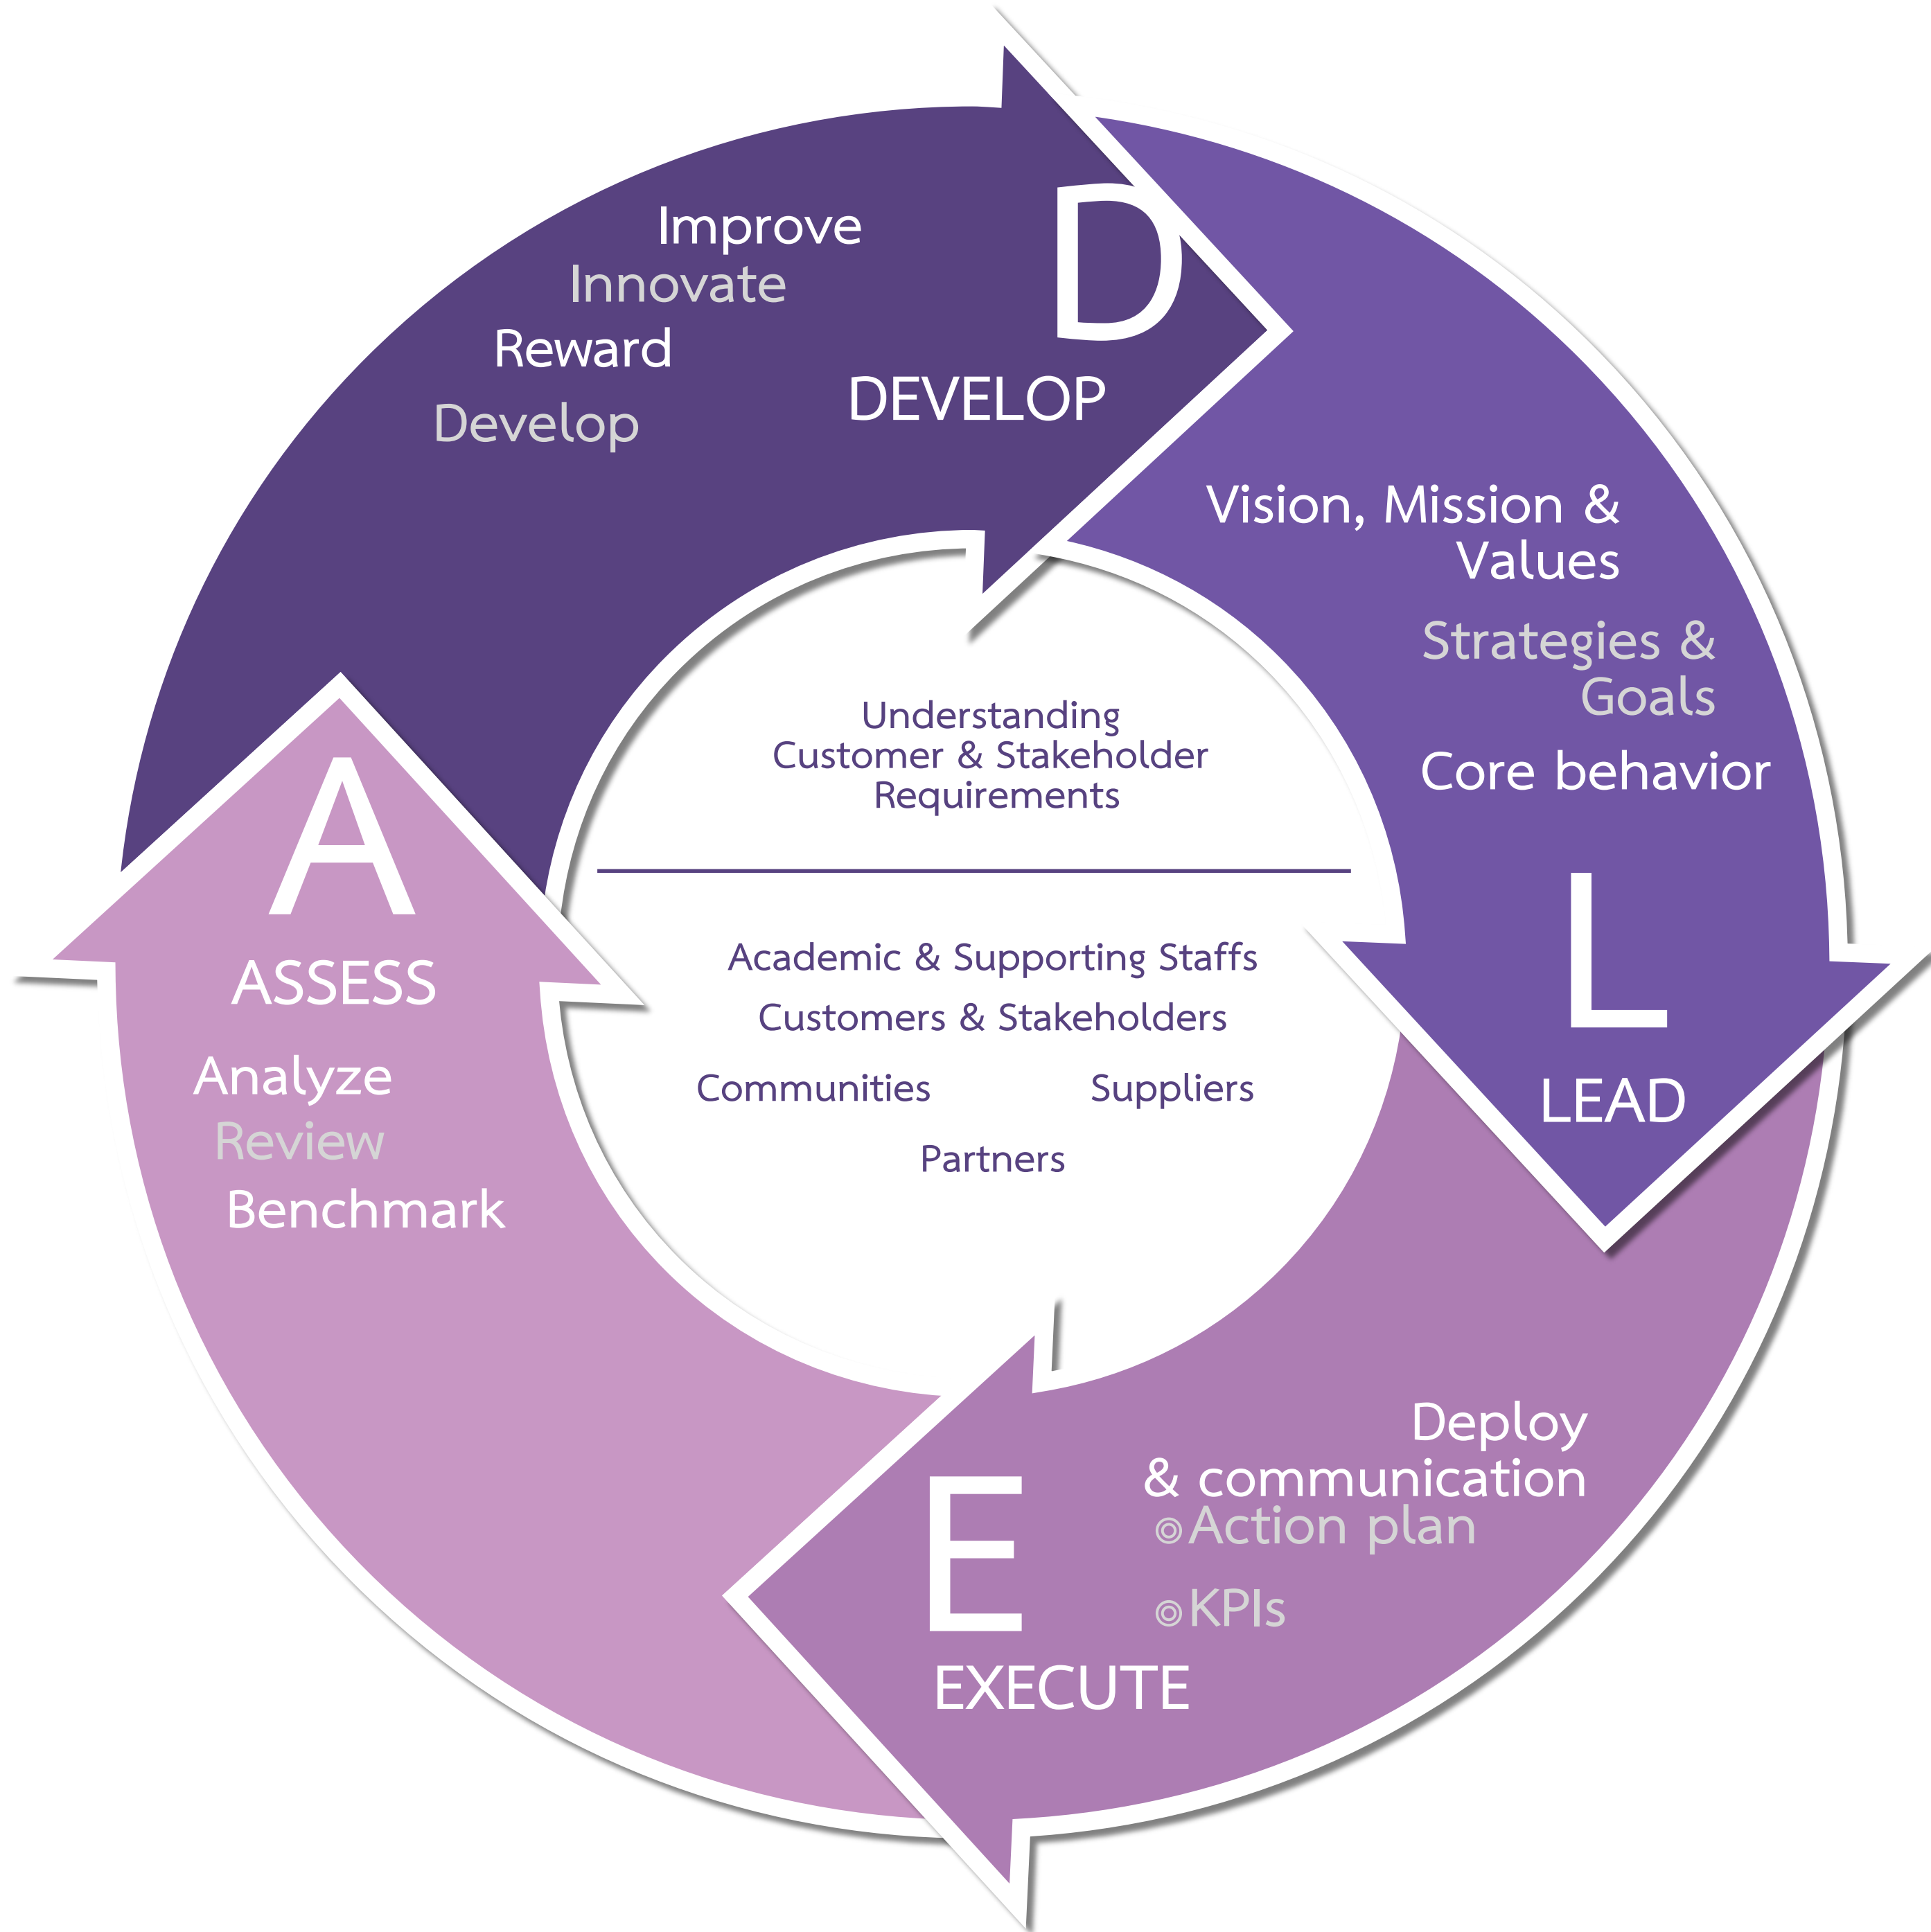 D
DEVELOP
Improve
Innovate
Reward
Develop
Vision, Mission &
Values
Strategies &
Goals
Core behavior
L
LEAD
Deploy
& communication
◎Action plan
◎KPIs
E
EXECUTE
A
ASSESS
Analyze
Review
Benchmark
Understanding
Customer & Stakeholder
Requirements
Academic & Supporting Staffs
Customers & Stakeholders
Communities Suppliers
Partners